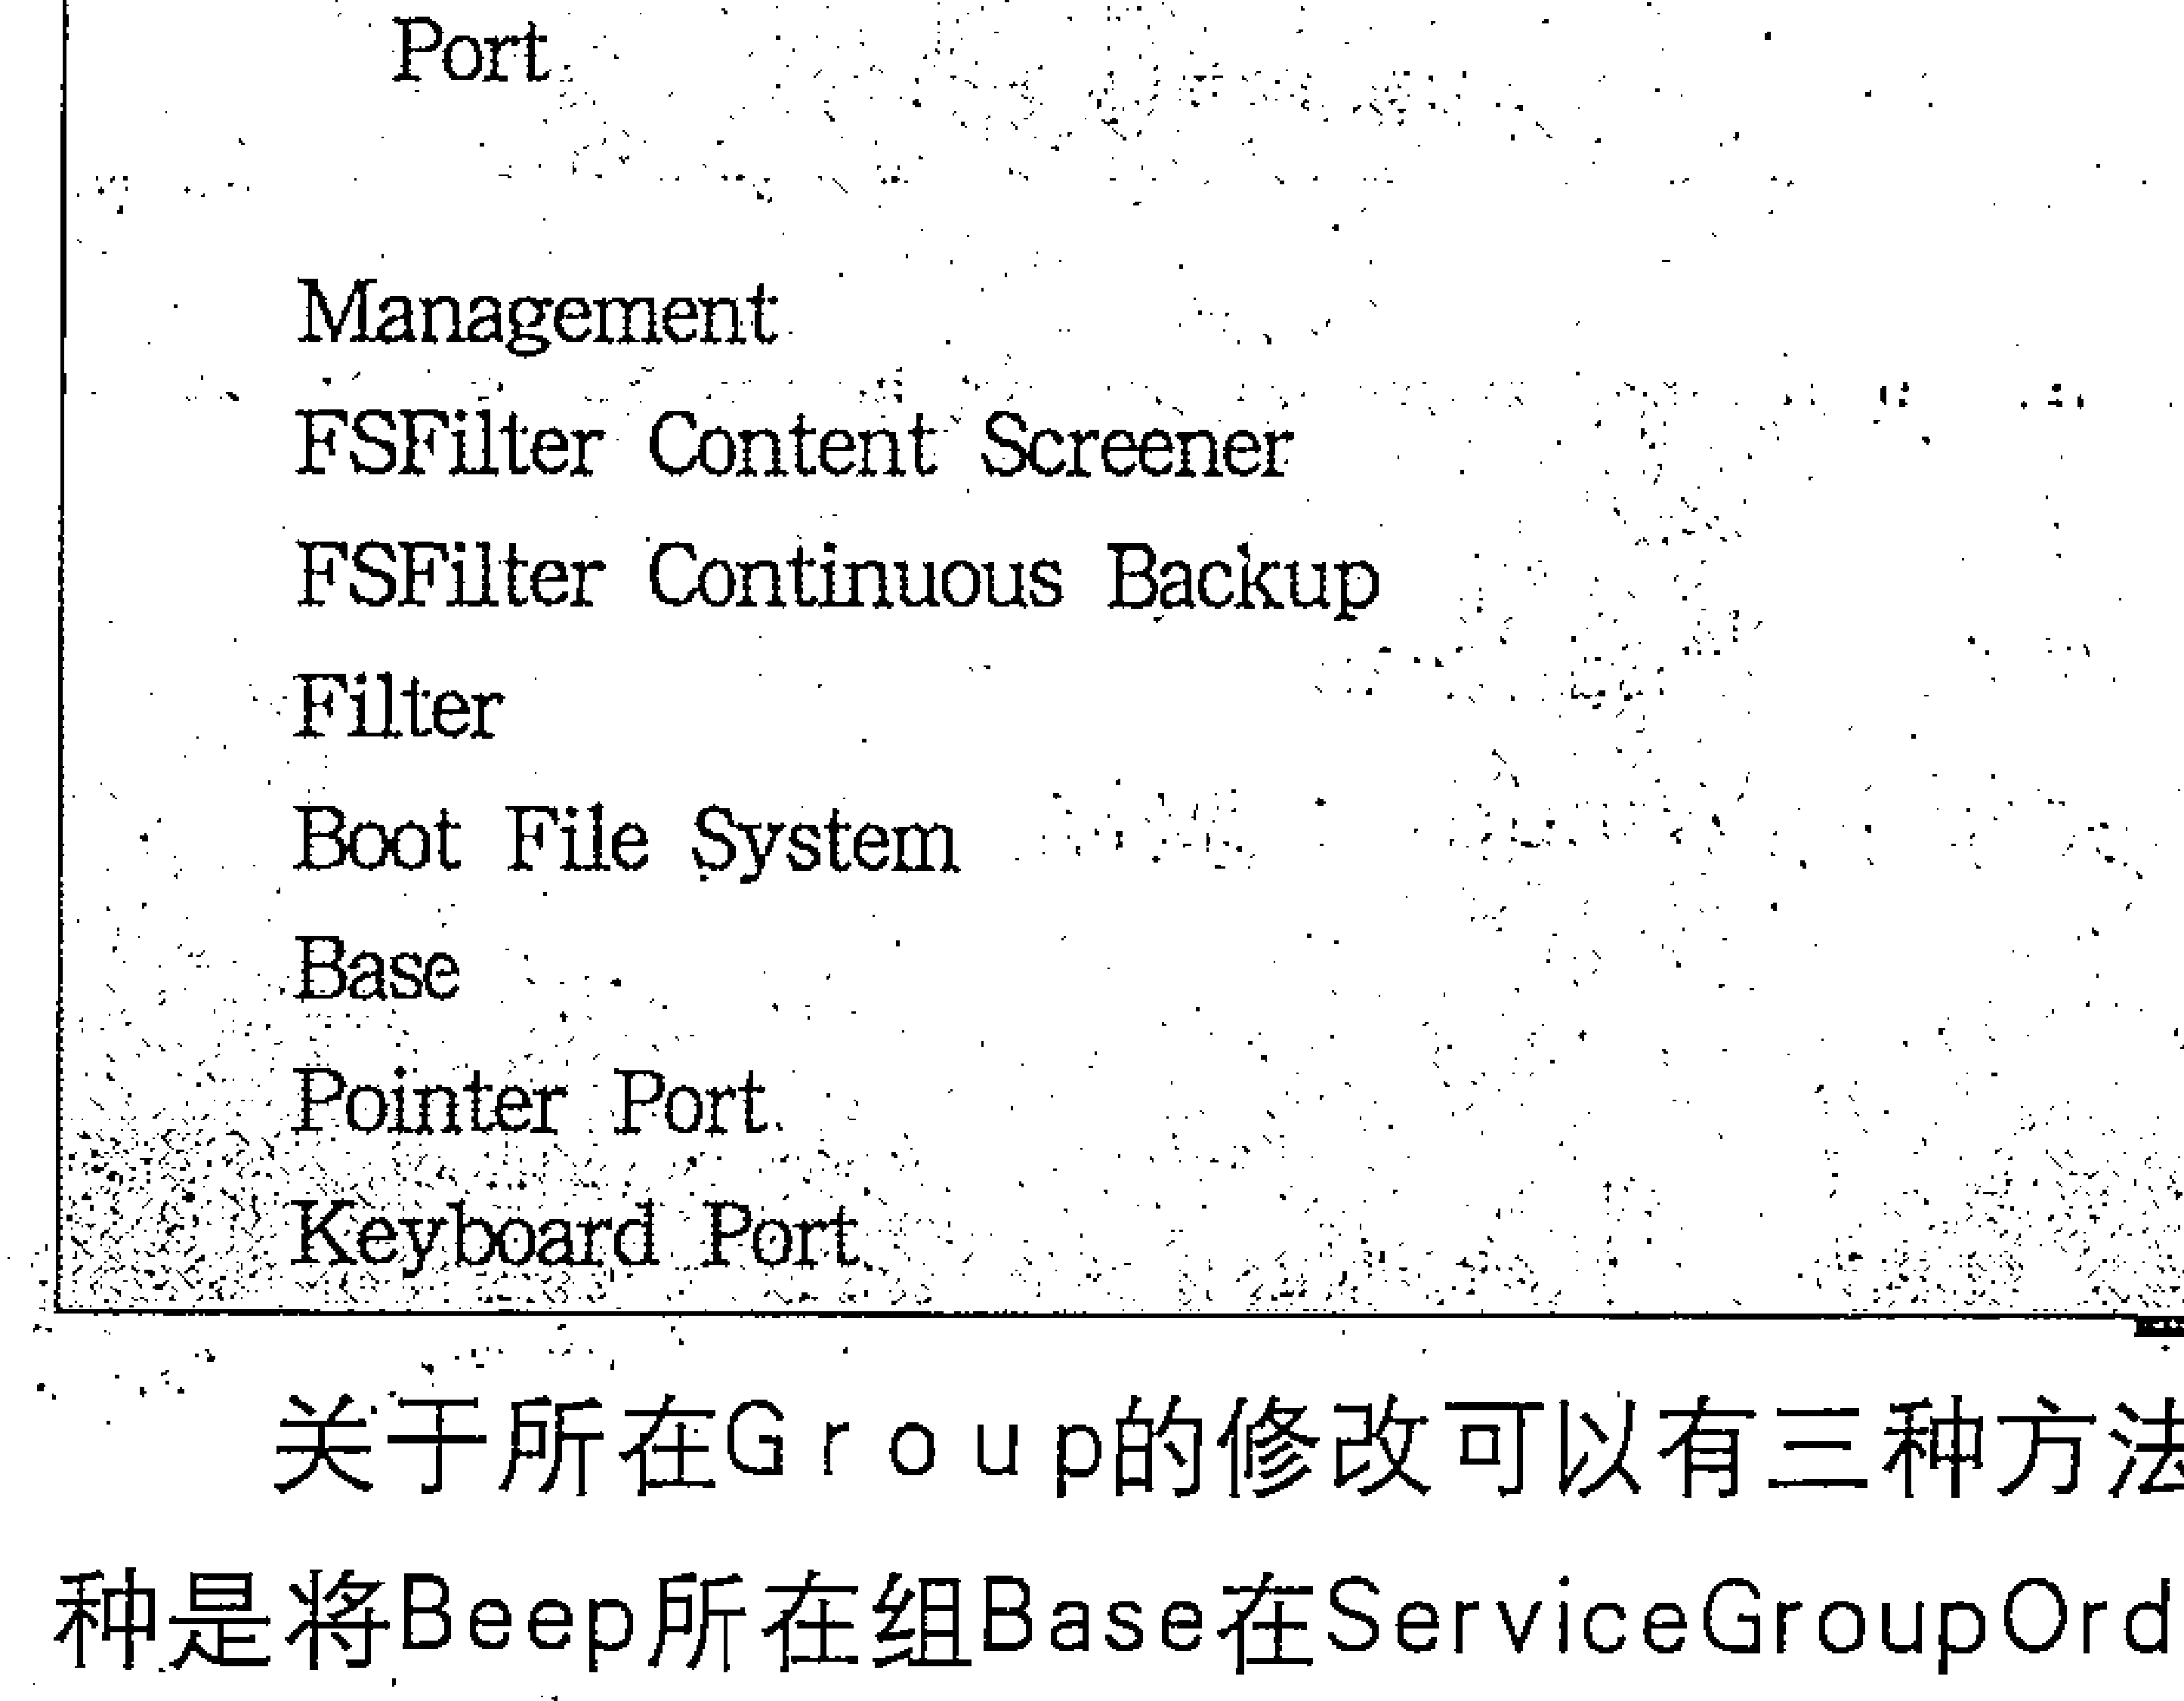 Port
Management
FSFilter Content Screener
FSFilter Continuous Backup
Filter
Boot File System
Base
Pointer Port
Keyboard Port
关于所在Group的修改可以有三种方法
种是将Beep所在组Base在ServiceGroupOrd